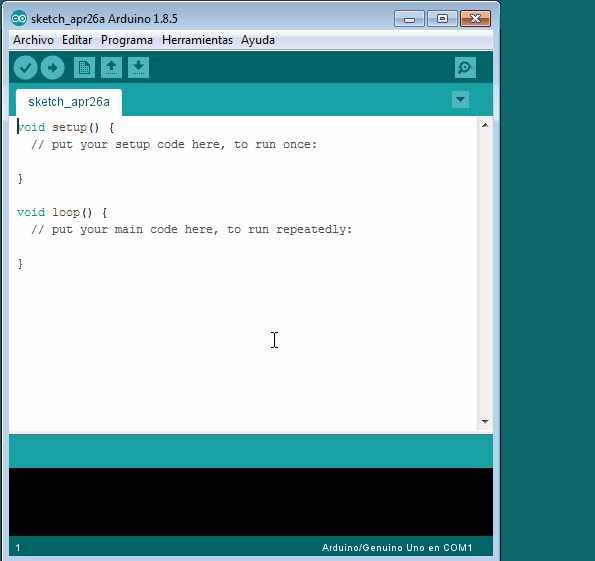 sketch_apr26a Arduino 1.8.5
Archivo Editar Programa Herramientas Ayuda
sketch_apr26a
void setup() {
// put your setup code here, to run once:
}
void loop() {
// put your main code here, to run repeatedly:
}
1 Arduino/Genuino Uno en COM1